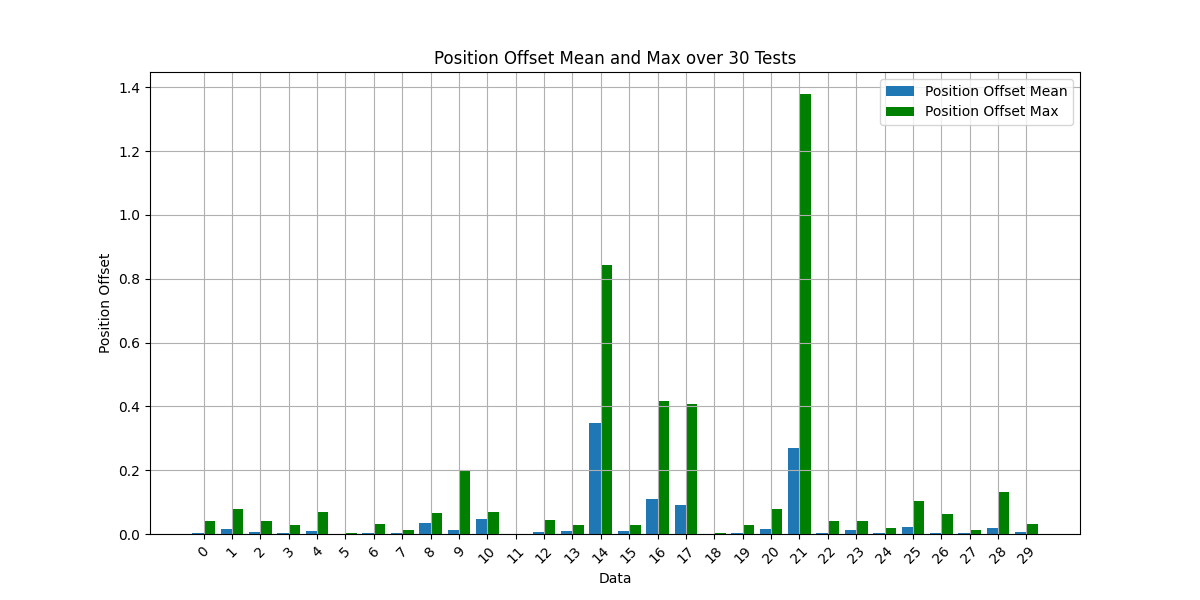 Position Offset Mean and Max over 30 Tests
Position Offset Mean
Position Offset Max
Position Offset
1.4
1.2
1.0
0.8
0.6
0.4
0.2
0.0
0 1 2 3 4 5 6 7 8 9 10 11 12 13 14 15 16 17 18 19 20 21 22 23 24 25 26 27 28 29
Data